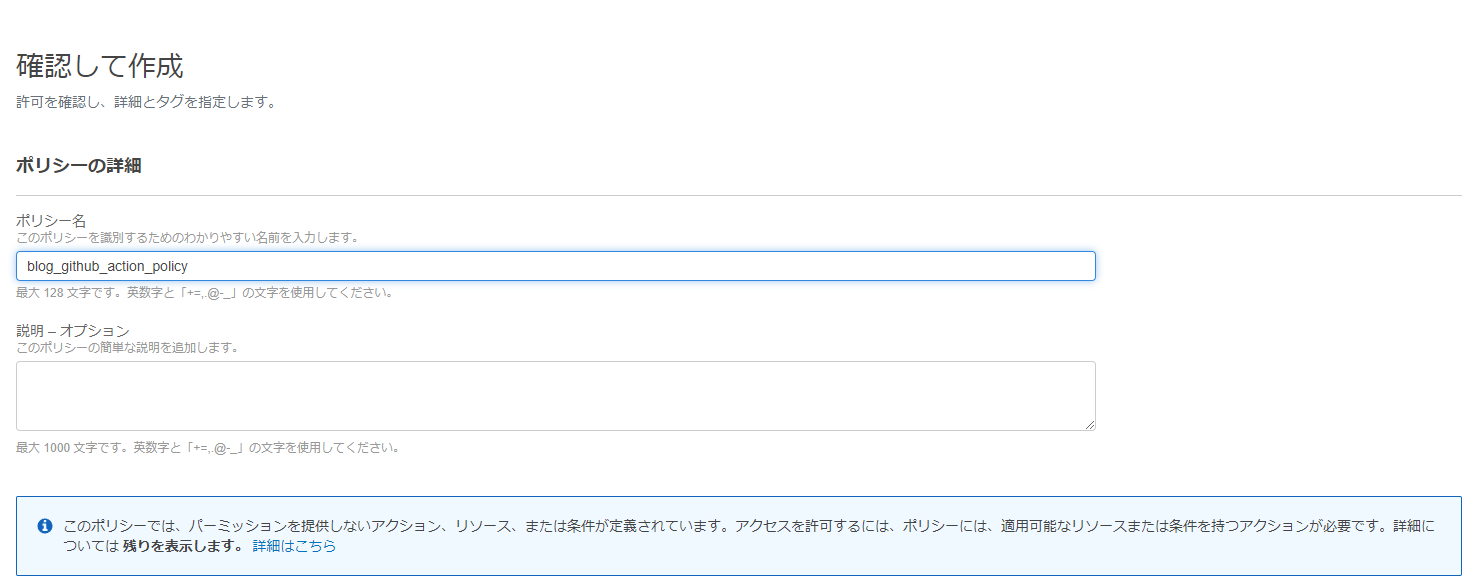 確認して作成
許可を確認し、詳細とタグを指定します。
ポリシーの詳細
ポリシー名
このポリシーを識別するためのわかりやすい名前を入力します。
blog_github_action_policy
最大 128 文字です。英数字と「+=,.@-_」の文字を使用してください。
説明 – オプション
このポリシーの簡単な説明を追加します。
最大 1000 文字です。英数字と「+=,.@-_」の文字を使用してください。
このポリシーでは、パーミッションを提供しないアクション、リソース、または条件が定義されています。アクセスを許可するには、ポリシーには、適用可能なリソースまたは条件を持つアクションが必要です。詳細に
ついては 残りを表示します。 詳細はこちら